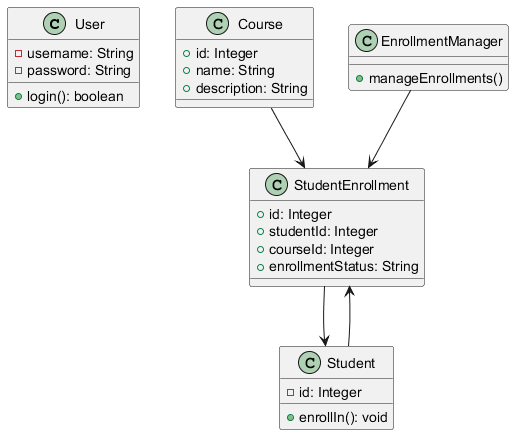 C User
username: String
password: String
login(): boolean
C Course
id: Integer
name: String
description: String
C EnrollmentManager
manageEnrollments()
C StudentEnrollment
id: Integer
studentId: Integer
courseId: Integer
enrollmentStatus: String
C Student
id: Integer
enrollIn(): void